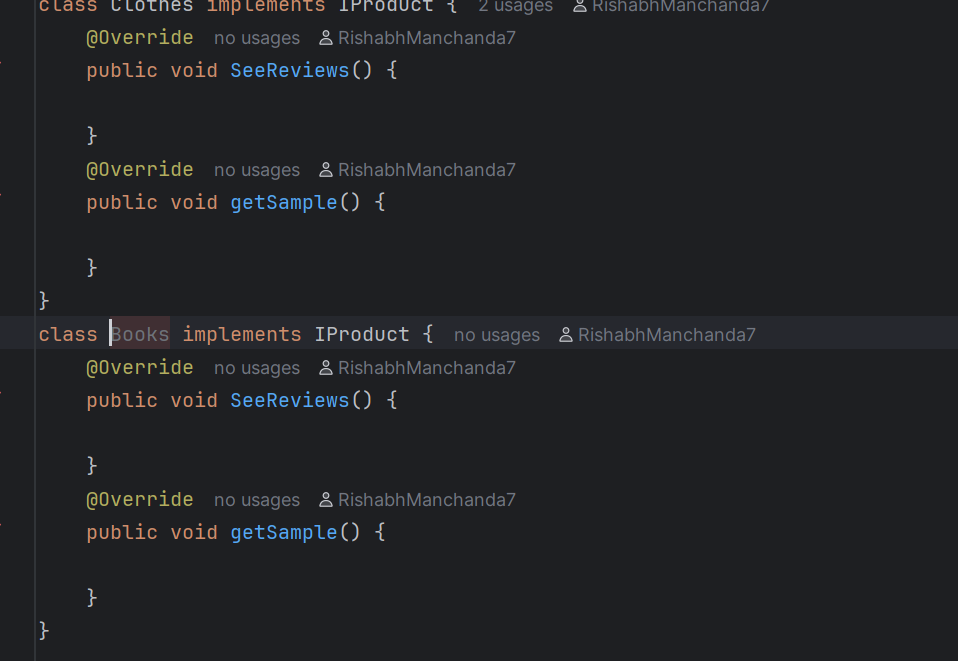 class Clothes implements IProduct { 2 usages RishabhManchanda7
@Override no usages RishabhManchanda7
public void SeeReviews() {
}
@Override no usages RishabhManchanda7
public void getSample() {
}
}
class Books implements IProduct { no usages RishabhManchanda7
@Override no usages RishabhManchanda7
public void SeeReviews() {
}
@Override no usages RishabhManchanda7
public void getSample() {
}
}